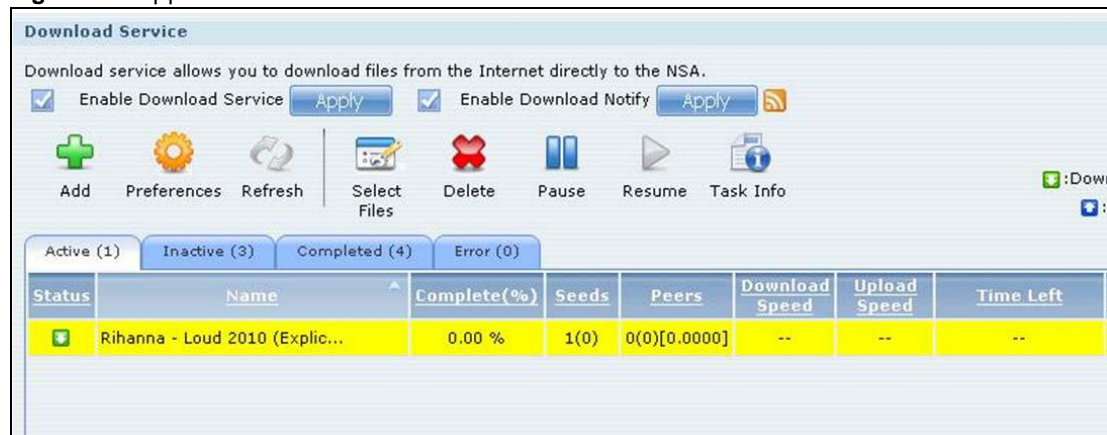 Download Service
Download service allows you to download files from the Internet directly to the NSA.
Enable Download Service Apply Enable Download Notify Apply
Add Preferences Refresh Select Files Delete Pause Resume Task Info
Active (1) Inactive (3) Completed (4) Error (0)
Status Name Complete(%) Seeds Peers Download Speed Upload Speed Time Left
Rihanna - Loud 2010 (Explic... 0.00 % 1(0) 0(0)[0.0000] -- -- --